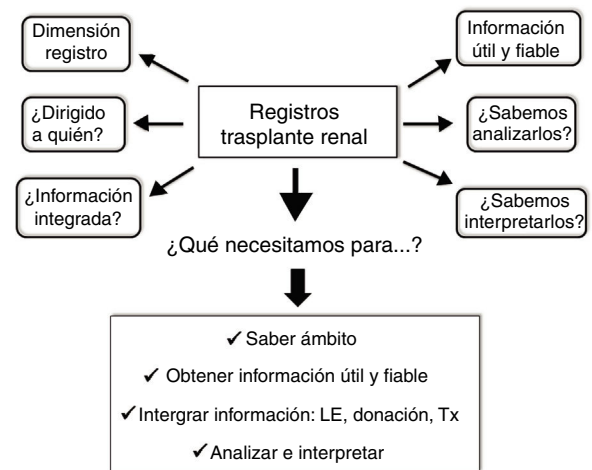 Dimensión
registro
Información
útil y fiable
¿Dirigido
a quién?
Registros
trasplante renal
¿Sabemos
analizarlos?
¿Información
integrada?
¿Sabemos
interpretarlos?
¿Qué necesitamos para...?
✓ Saber ámbito
✓ Obtener información útil y fiable
✓ Intergrar información: LE, donación, Tx
✓ Analizar e interpretar